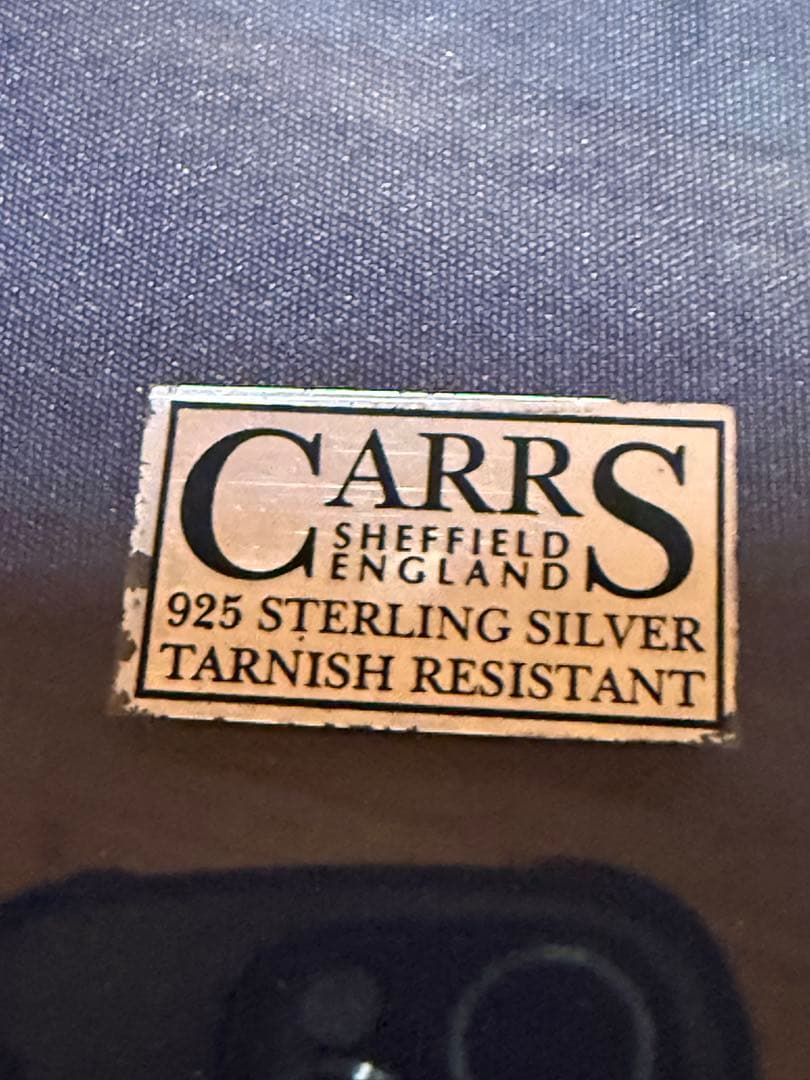 CARRS
SHEFFIELD
ENGLAND
925 STERLING SILVER
TARNISH RESISTANT